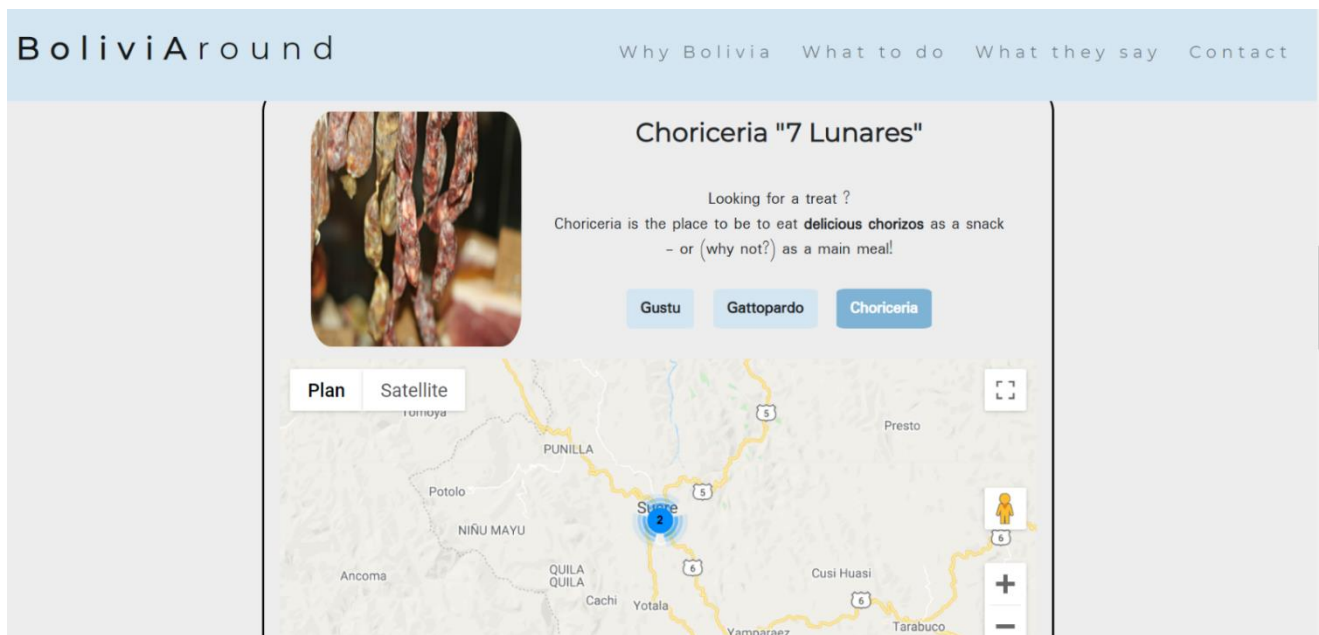 BoliviAround
Why Bolivia What to do What they say Contact
Choriceria "7 Lunares"
Looking for a treat ?
Choriceria is the place to be to eat delicious chorizos as a snack
- or (why not?) as a main meal!
Gustu Gattopardo Choriceria
Plan Satellite
Tomoya
5
Presto
PUNILLA
Potolo
5
Sucre
2
NIÑU MAYU
6
QUILA
QUILA
6
Cusi Huasi
Ancoma
+
Cachi
Yotala
6
Yamparaez
Tarabuco
−